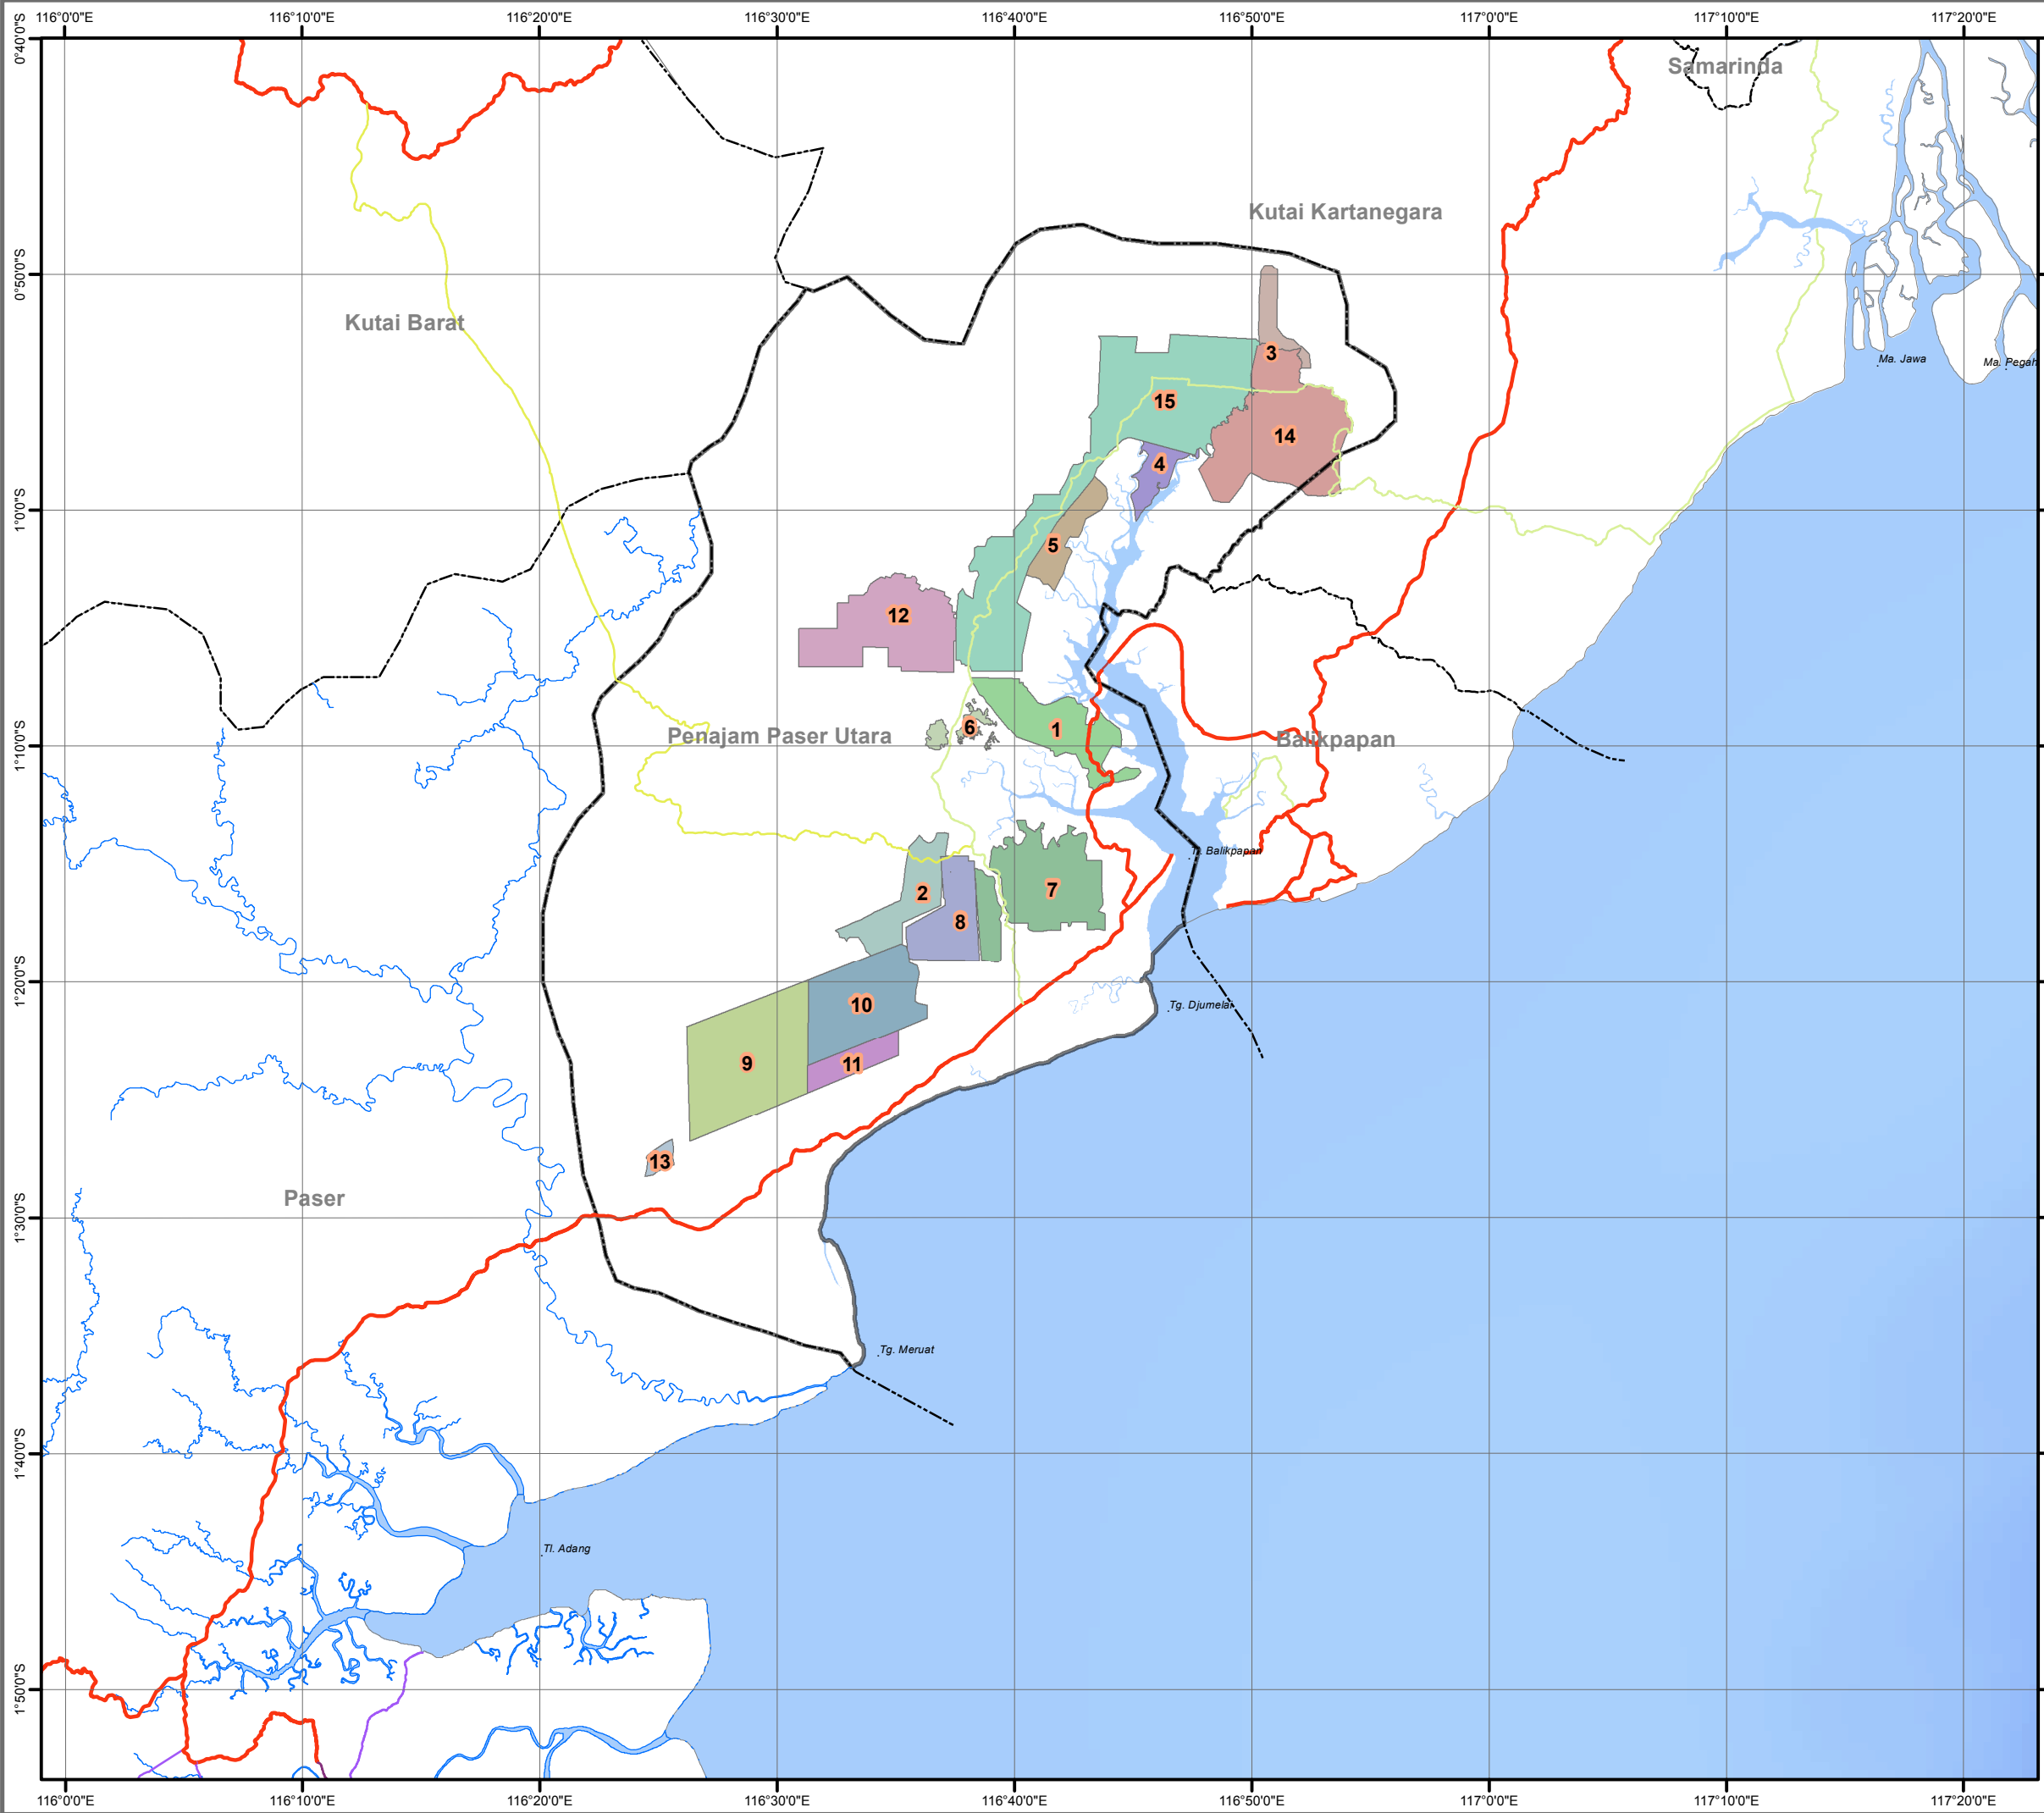 116°0'0"E 116°10'0"E 116°20'0"E 116°30'0"E 116°40'0"E 116°50'0"E 117°0'0"E 117°10'0"E 117°20'0"E
0°40'0"S
Samarinda
Kutai Kartanegara
0°50'0"S
Kutai Barat
3
Ma. Jawa
Ma. Pegah
15
14
4
1°0'0"S
5
12
6
1
Penajam Paser Utara
Balikpapan
1°10'0"S
Tl. Balikpapan
2
7
8
1°20'0"S
10
Tg. Djumelai
9
11
13
Paser
1°30'0"S
Tg. Meruat
1°40'0"S
Tl. Adang
1°50'0"S
116°0'0"E 116°10'0"E 116°20'0"E 116°30'0"E 116°40'0"E 116°50'0"E 117°0'0"E 117°10'0"E 117°20'0"E